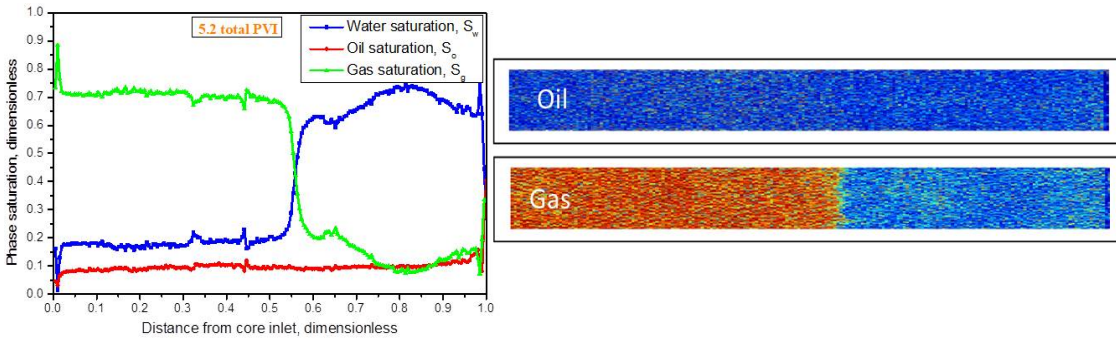 5.2 total PVI
Water saturation, S_w
Oil saturation, S_o
Gas saturation, S_g
Phase saturation, dimensionless
1.0
0.9
0.8
0.7
0.6
0.5
0.4
0.3
0.2
0.1
0.0
0.0 0.1 0.2 0.3 0.4 0.5 0.6 0.7 0.8 0.9 1.0
Distance from core inlet, dimensionless
Oil
Gas